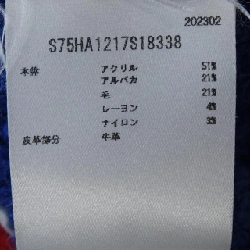 202302
S75HA1217S18338
本体 アクリル 51%
アルパカ 21%
毛 21%
レーヨン 4%
ナイロン 3%
皮革部分 牛革